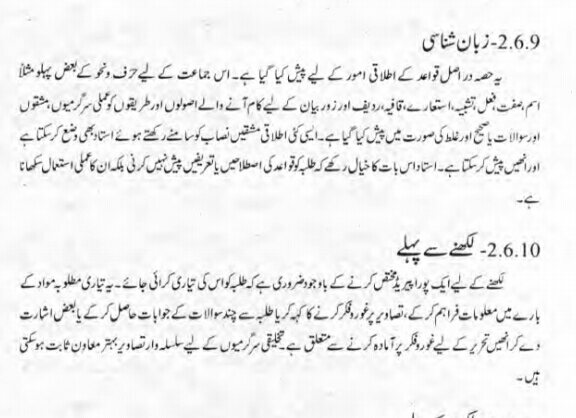 2.6.9-زبان شناسی
یہ حصہ دراصل قواعد کے اطلاقی امور کے لیے پیش کیا گیا ہے۔ اس جماعت کے لیے حرف و نحو کے بعض پہلو مثلاً
اسم، صفت، فعل، تشبیہ، استعارے، قافیہ، ردیف اور زور بیان کے لیے کام آنے والے اصولوں اور طریقوں کو عملی سرگرمیوں، مشقوں
اور سوالات یا صحیح اور غلط کی صورت میں پیش کیا گیا ہے۔ ایسی کئی اطلاقی مشقیں نصاب کو سامنے رکھتے ہوئے استاد بھی وضع کر سکتا ہے
اور انھیں پیش کر سکتا ہے۔ استاد اس بات کا خیال رکھے کہ طلبہ کو قواعد کی اصطلاحیں یا تعریفیں پیش نہیں کرنی بلکہ ان کا عملی استعمال سکھانا
ہے۔
2.6.10- لکھنے سے پہلے
لکھنے کے لیے ایک پورا پیریڈ مختص کرنے کے باوجود ضروری ہے کہ طلبہ کو اس کی تیاری کرائی جائے۔ یہ تیاری مطلوبہ مواد کے
بارے میں معلومات فراہم کر کے، تصاویر پر غور و فکر کرنے کا کہہ کر یا طلبہ سے چند سوالات کے جوابات حاصل کر کے یا بعض اشارت
دے کر انھیں تحریر کے لیے غور و فکر پر آمادہ کرنے سے متعلق ہے۔ تخلیقی سرگرمیوں کے لیے سلسلہ وار تصاویر بہتر معاون ثابت ہو سکتی
ہیں۔